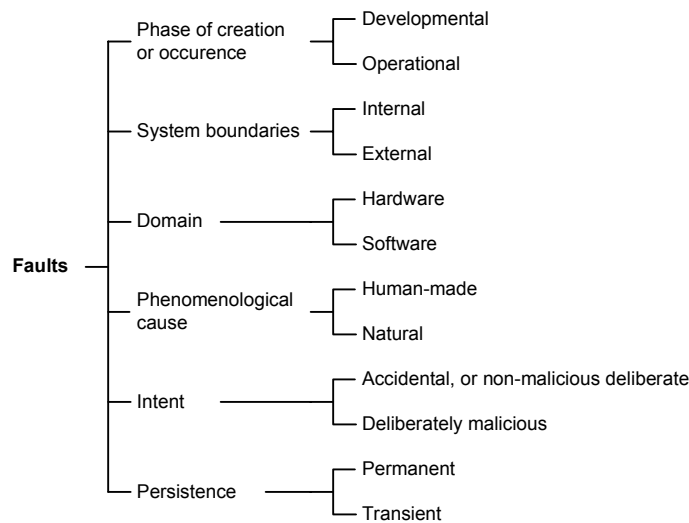 Faults
Phase of creation
or occurence
Developmental
Operational
System boundaries
Internal
External
Domain
Hardware
Software
Phenomenological
cause
Human-made
Natural
Intent
Accidental, or non-malicious deliberate
Deliberately malicious
Persistence
Permanent
Transient